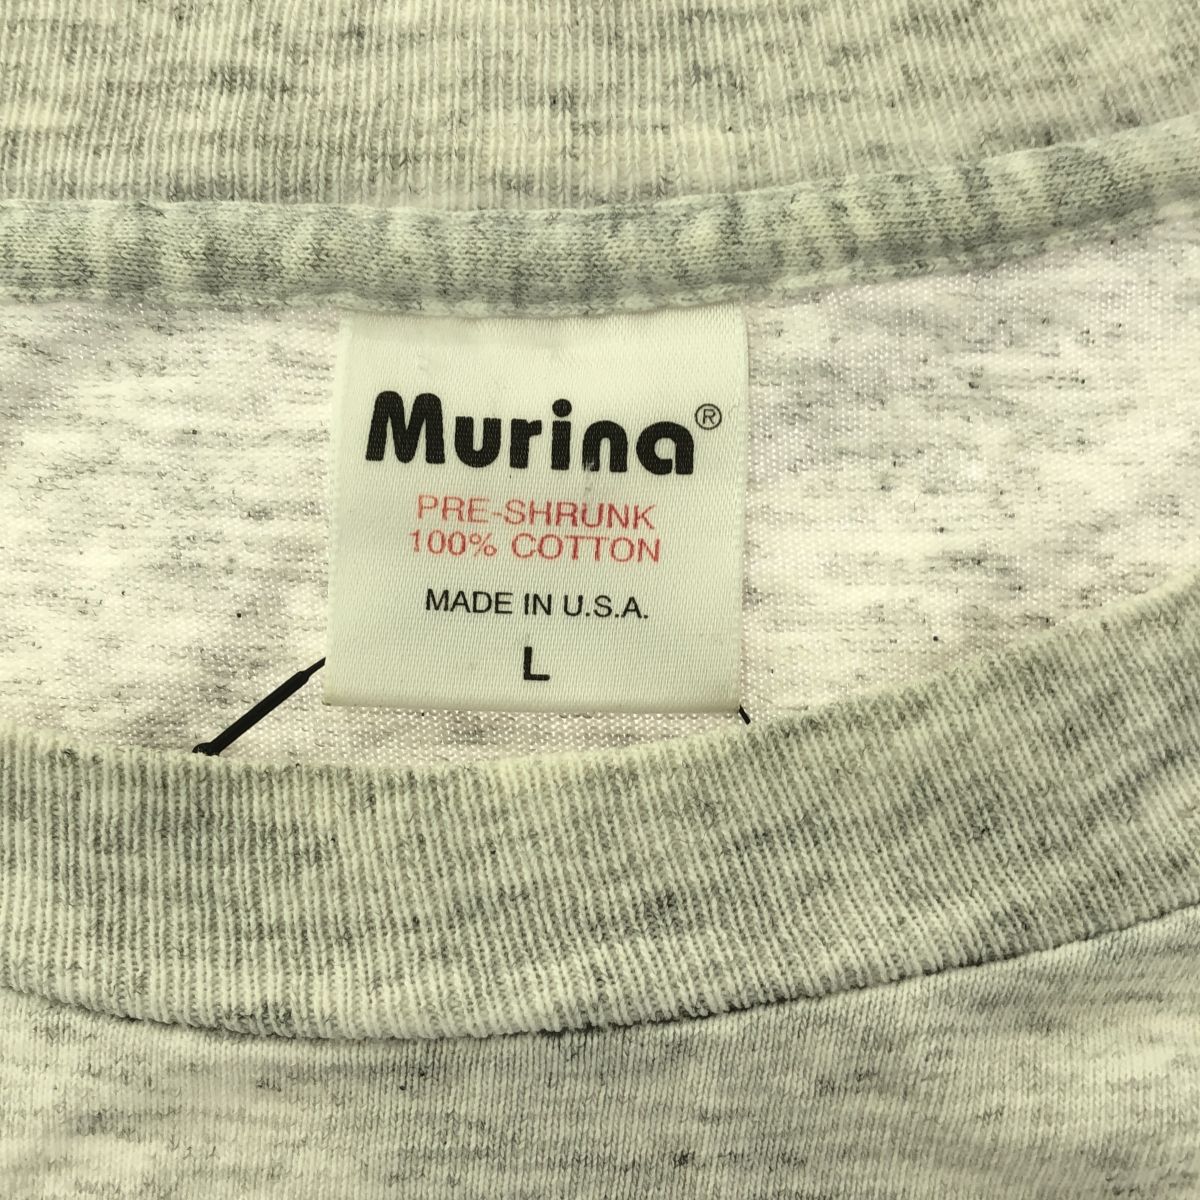 Murina®
PRE-SHRUNK
100% COTTON
MADE IN U.S.A.
L